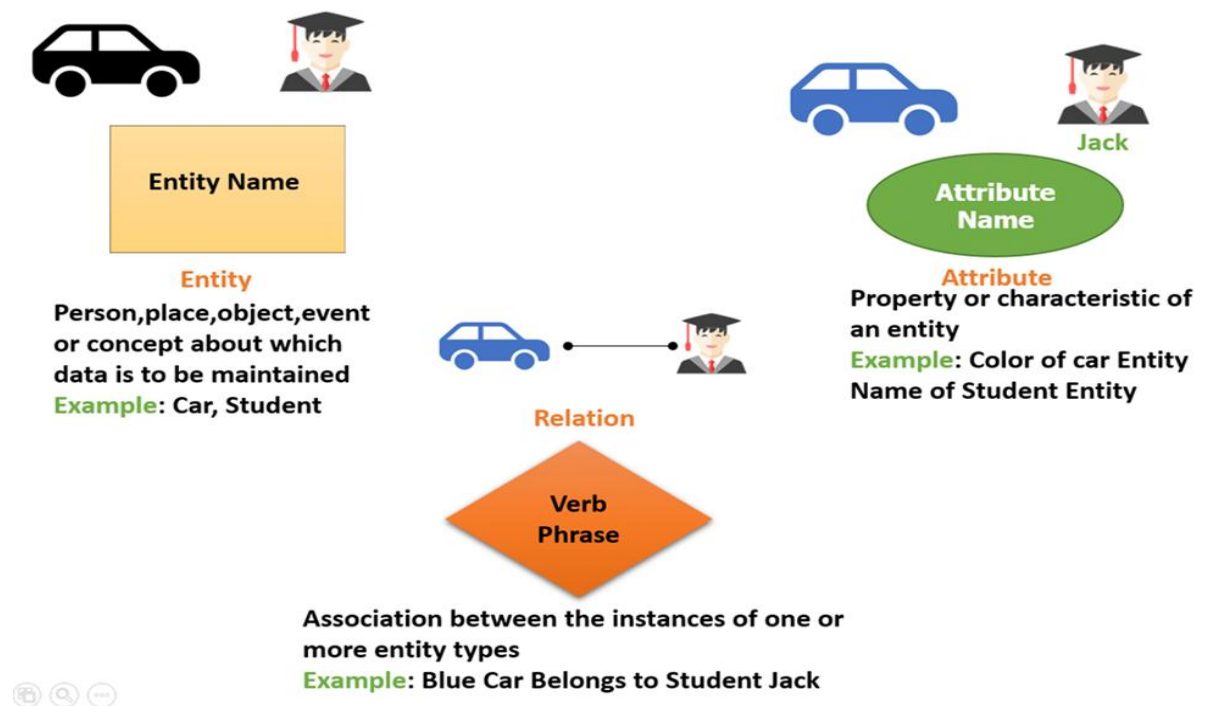 Entity Name
Entity
Person,place,object,event
or concept about which
data is to be maintained
Example: Car, Student
Jack
Attribute
Name
Attribute
Property or characteristic of
an entity
Example: Color of car Entity
Name of Student Entity
Relation
Verb
Phrase
Association between the instances of one or
more entity types
Example: Blue Car Belongs to Student Jack